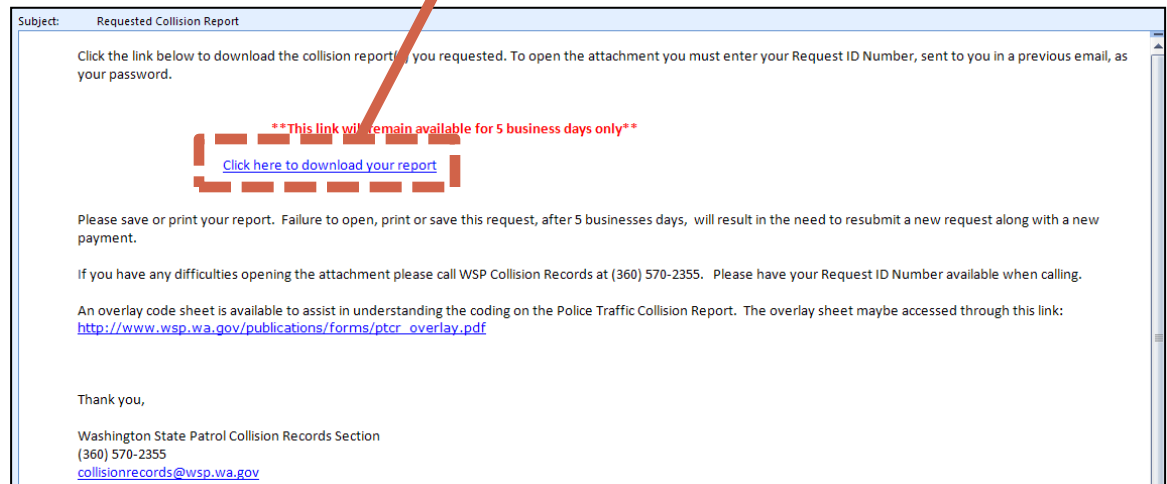 Subject: Requested Collision Report
Click the link below to download the collision report you requested. To open the attachment you must enter your Request ID Number, sent to you in a previous email, as
your password.
**This link will remain available for 5 business days only**
Click here to download your report
Please save or print your report. Failure to open, print or save this request, after 5 businesses days, will result in the need to resubmit a new request along with a new
payment.
If you have any difficulties opening the attachment please call WSP Collision Records at (360) 570-2355. Please have your Request ID Number available when calling.
An overlay code sheet is available to assist in understanding the coding on the Police Traffic Collision Report. The overlay sheet maybe accessed through this link:
http://www.wsp.wa.gov/publications/forms/ptcr_overlay.pdf
Thank you,
Washington State Patrol Collision Records Section
(360) 570-2355
collisionrecords@wsp.wa.gov